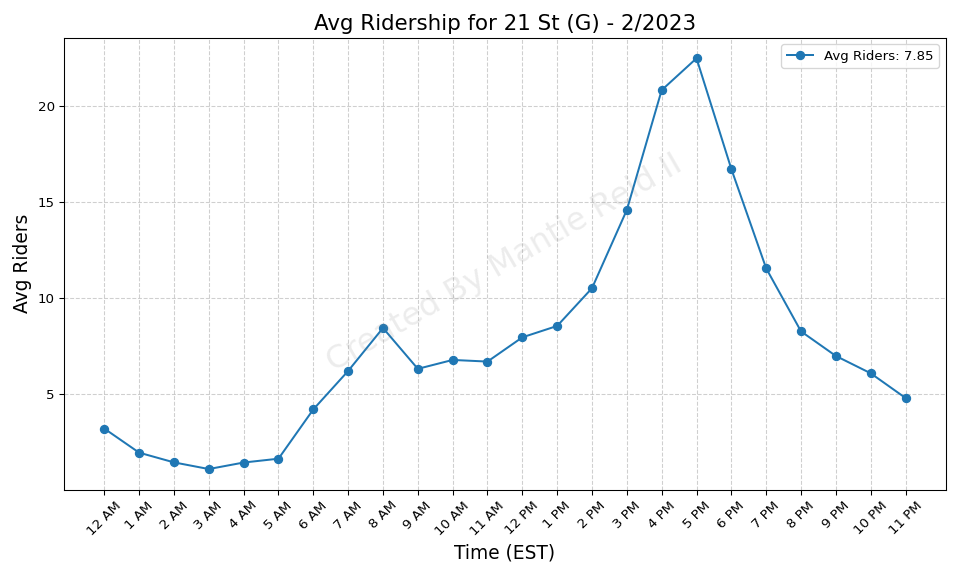 Avg Ridership for 21 St (G) - 2/2023
Avg Riders: 7.85
Avg Riders
20
15
10
5
Created By Mantie Reid II
12 AM
1 AM
2 AM
3 AM
4 AM
5 AM
6 AM
7 AM
8 AM
9 AM
10 AM
11 AM
12 PM
1 PM
2 PM
3 PM
4 PM
5 PM
6 PM
7 PM
8 PM
9 PM
10 PM
11 PM
Time (EST)